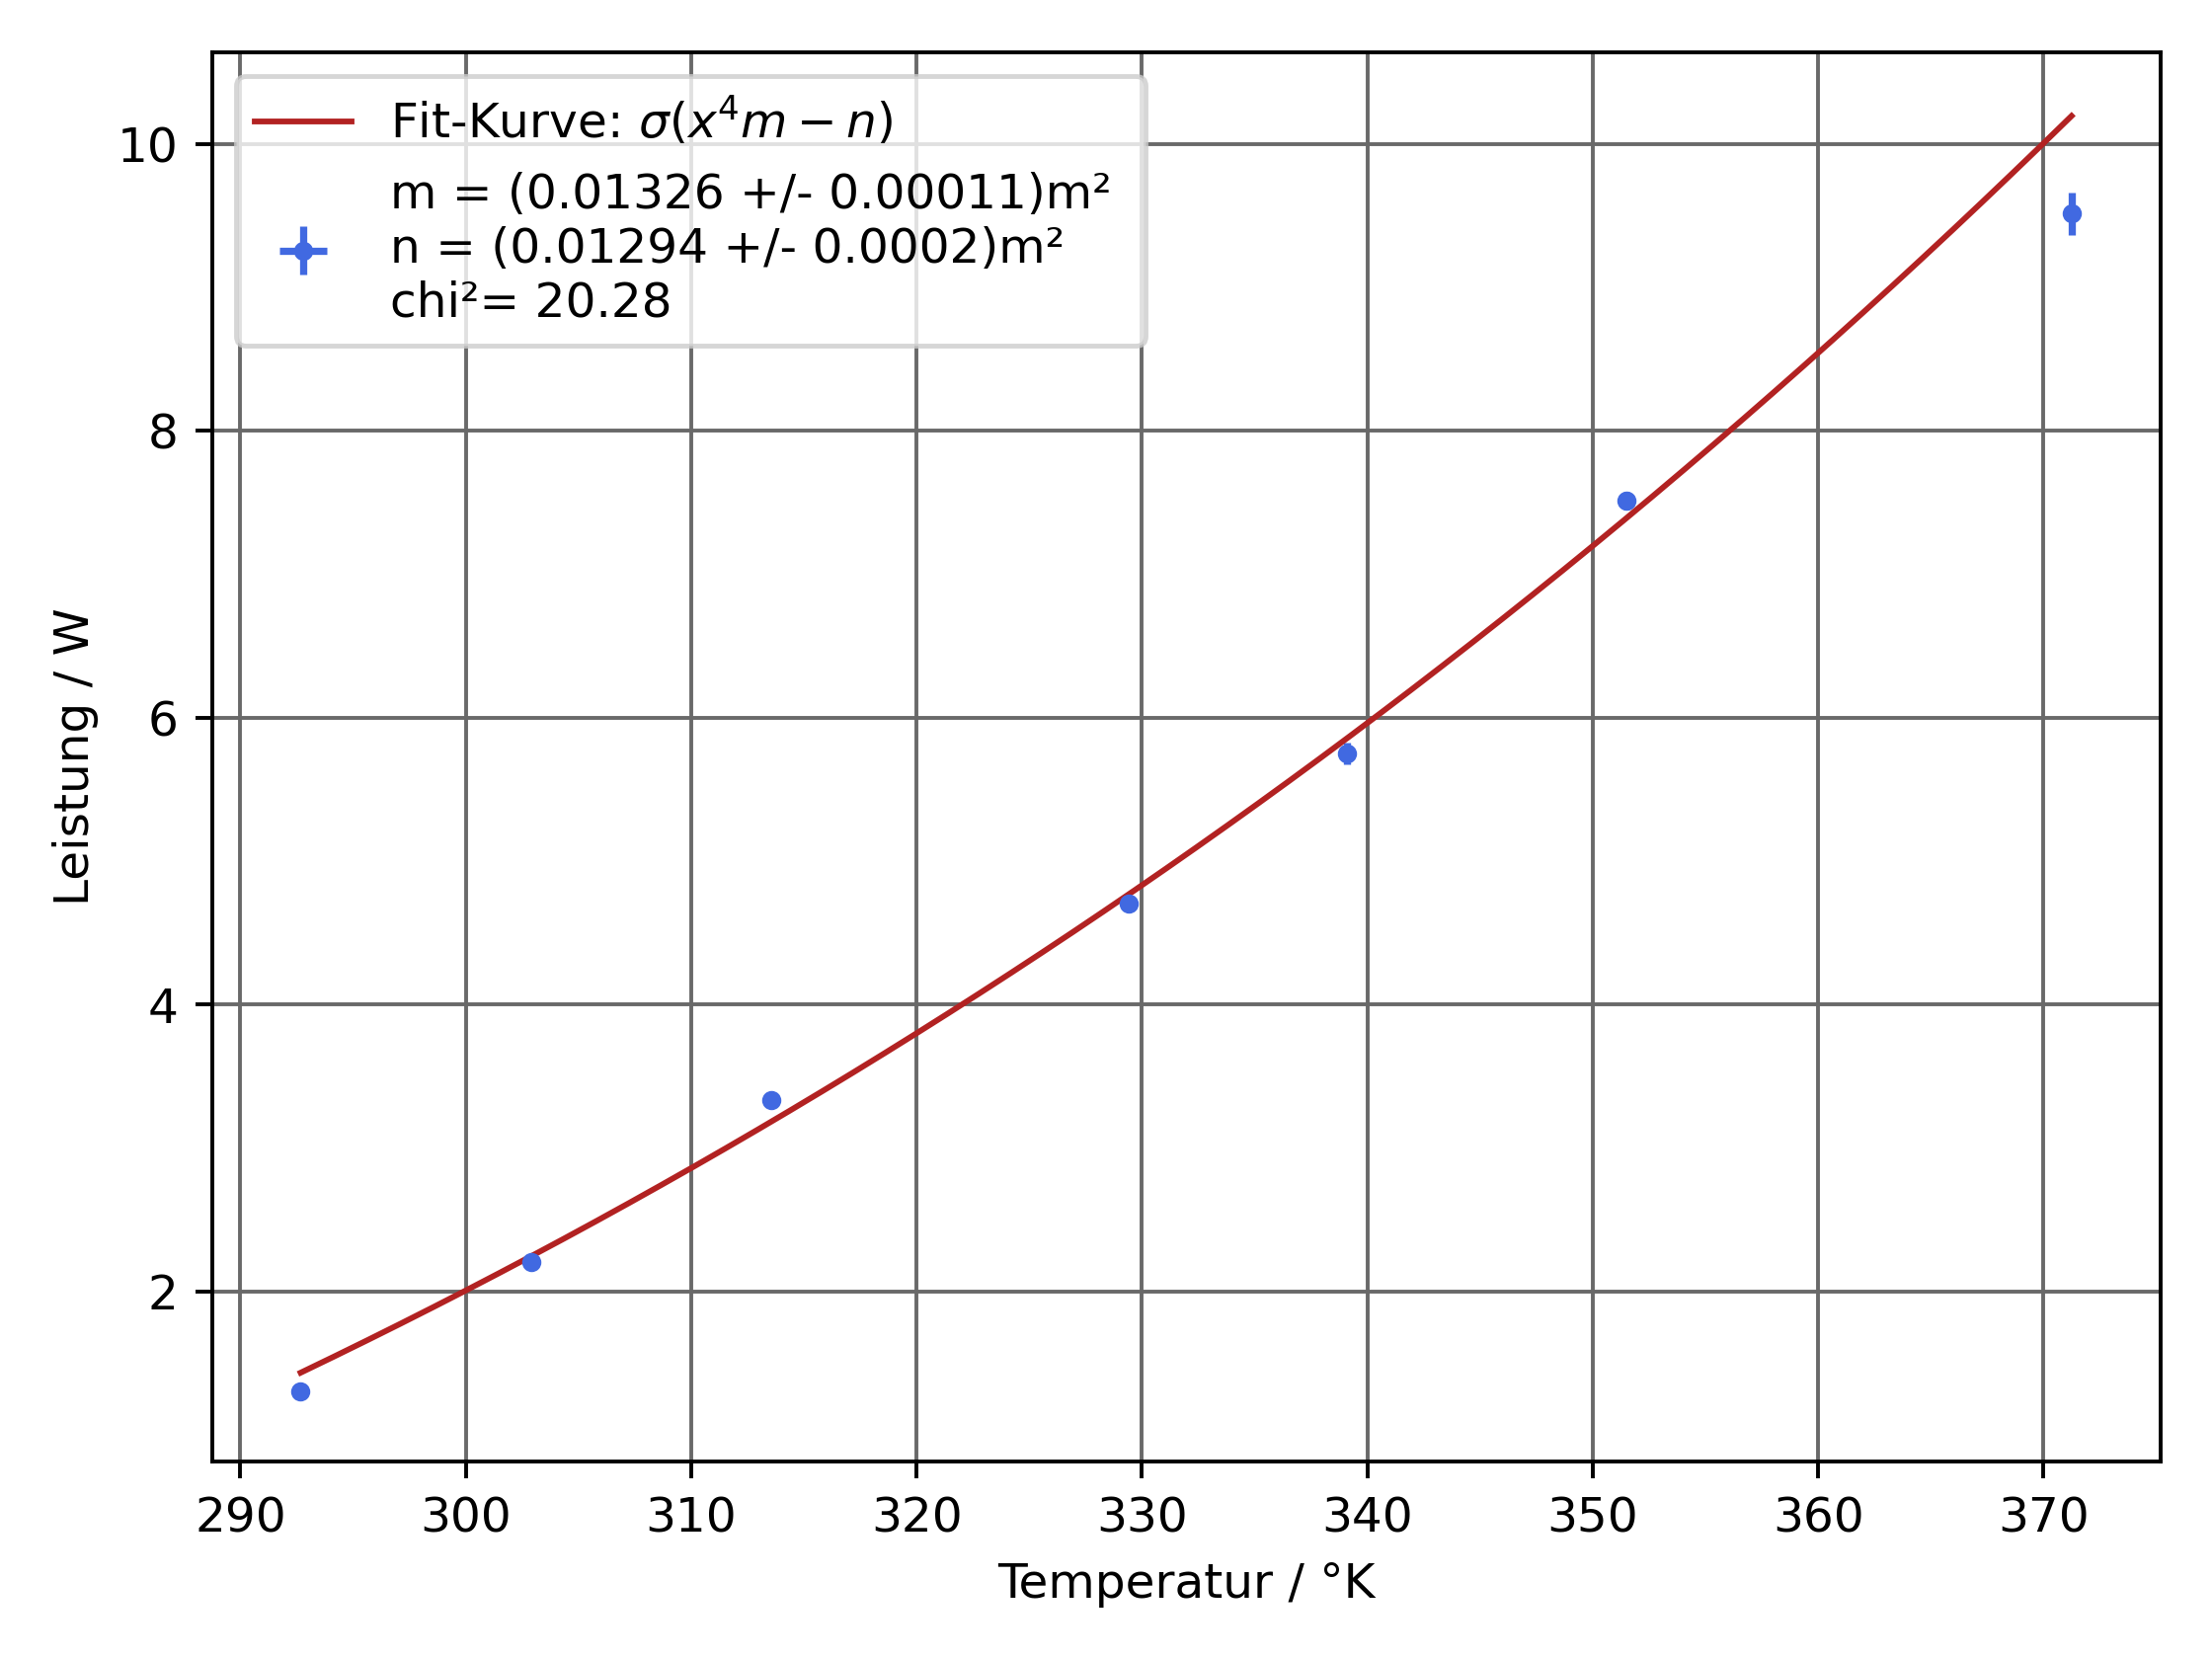 Fit-Kurve: σ(x⁴m − n)
m = (0.01326 +/- 0.00011)m²
n = (0.01294 +/- 0.0002)m²
chi²= 20.28
10
8
6
4
2
Leistung / W
290 300 310 320 330 340 350 360 370
Temperatur / °K